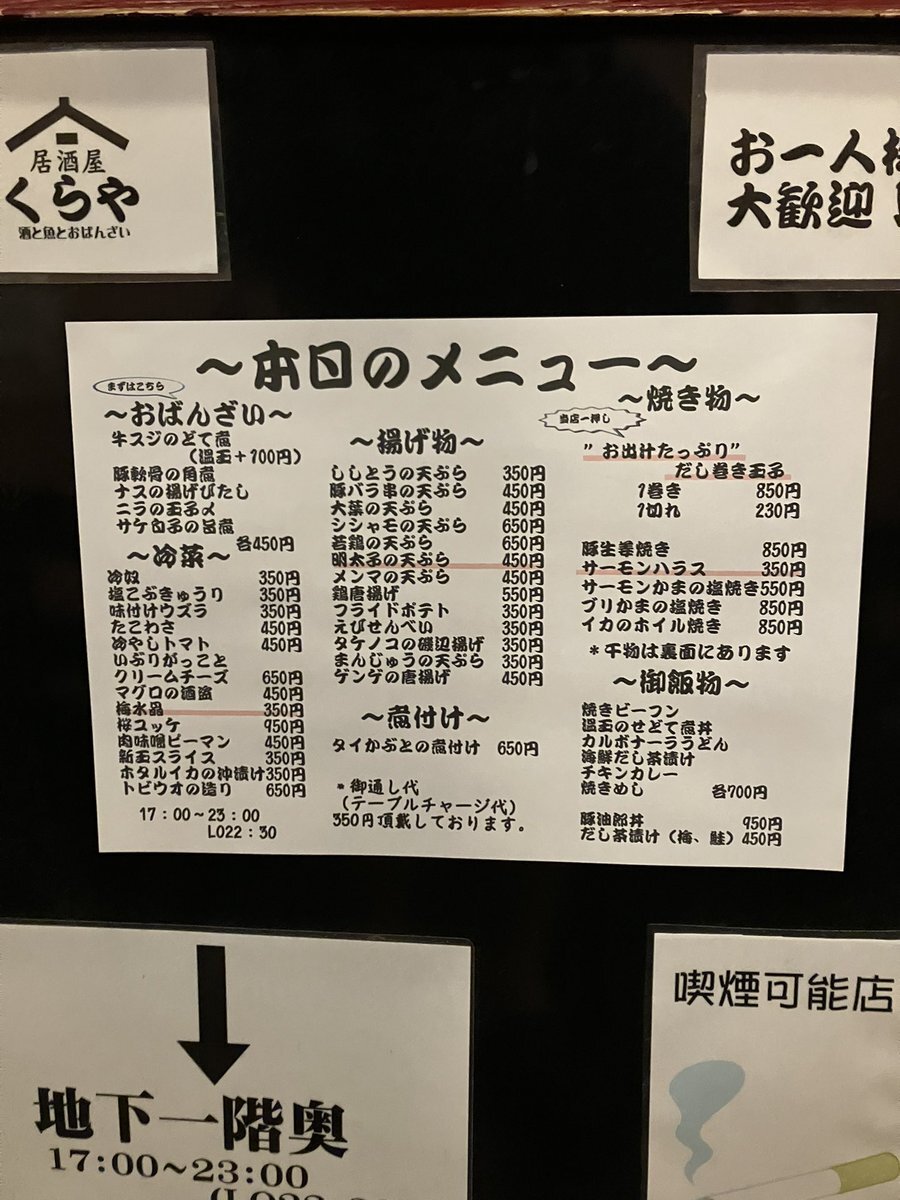 居酒屋
くらや
酒と魚とおばんざい
お一人様
大歓迎
～本日のメニュー～
まずはこちら
～おばんざい～
牛スジのどて煮
(温玉+100円)
豚軟骨の角煮
ナスの揚げびたし
ニラの玉子〆
サケ白子の旨煮
各450円
～冷菜～
冷奴 350円
塩こぶきゅうり 350円
味付けウズラ 350円
たこわさ 450円
冷やしトマト 450円
いぶりがっこと
クリームチーズ 650円
マグロの酒盗 450円
梅水晶 350円
桜ユッケ 950円
肉味噌ピーマン 450円
新玉スライス 350円
ホタルイカの沖漬け350円
トビウオの造り 650円
17：00～23：00
LO22：30
～揚げ物～
ししとうの天ぷら 350円
豚バラ串の天ぷら 450円
大葉の天ぷら 450円
シシャモの天ぷら 650円
若鶏の天ぷら 650円
明太子の天ぷら 450円
メンマの天ぷら 450円
鶏唐揚げ 550円
フライドポテト 350円
えびせんべい 350円
タケノコの磯辺揚げ 350円
まんじゅうの天ぷら 350円
ゲンゲの唐揚げ 450円
～煮付け～
タイかぶとの煮付け 650円
＊御通し代
（テーブルチャージ代）
350円頂戴しております。
～焼き物～
当店一押し
”お出汁たっぷり”
だし巻き玉子
1巻き 850円
1切れ 230円
豚生姜焼き 850円
サーモンハラス 350円
サーモンかまの塩焼き550円
ブリかまの塩焼き 850円
イカのホイル焼き 850円
＊干物は裏面にあります
～御飯物～
焼きビーフン
温玉のせどて煮丼
カルボナーラうどん
海鮮だし茶漬け
チキンカレー
焼きめし 各700円
豚油郎丼 950円
だし茶漬け（梅、鮭）450円
地下一階奥
17:00～23:00
喫煙可能店